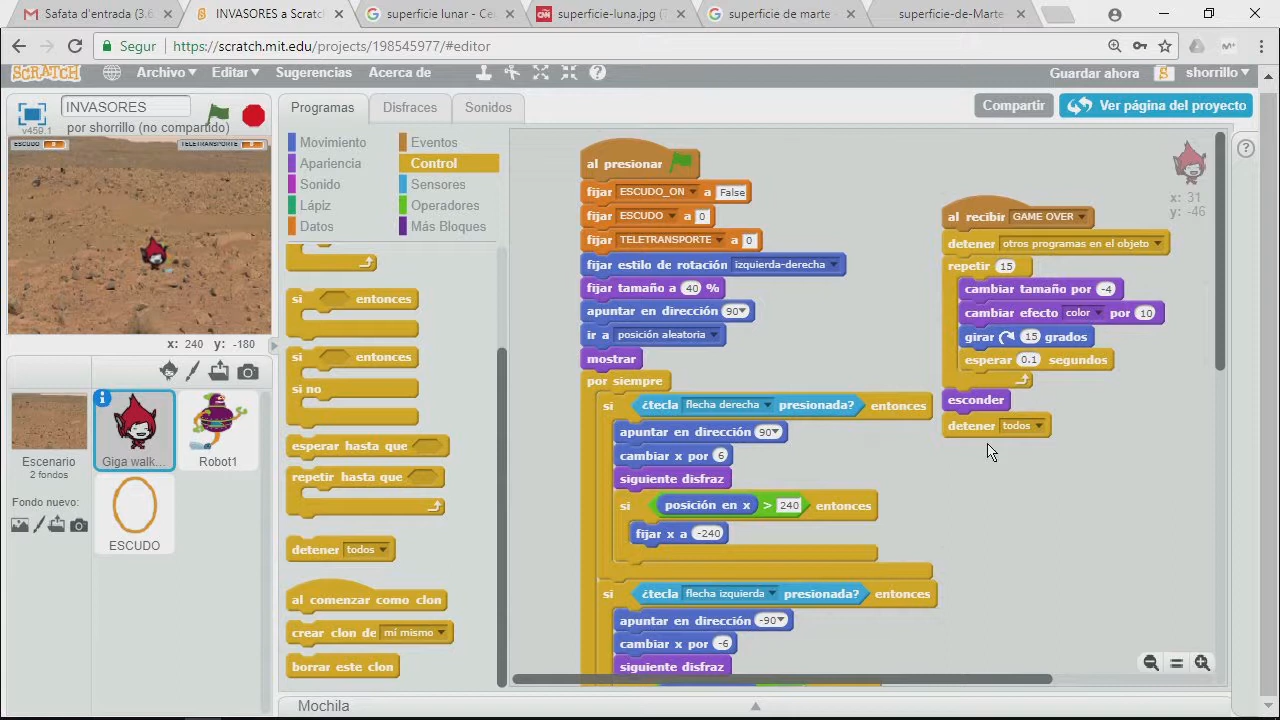 Safata d'entrada (3.6
INVASORES a Scratch
superficie lunar - Ce
superficie-luna.jpg (
superficie de marte -
superficie-de-Marte
Segur
https://scratch.mit.edu/projects/198545977/#editor
SCRATCH
Archivo
Editar
Sugerencias
Acerca de
Guardar ahora
shorrillo
INVASORES
por shorrillo (no compartido)
v459.1
Programas
Disfraces
Sonidos
Compartir
Ver página del proyecto
ESCUDO 0
TELETRANSPORTE 0
Movimiento
Apariencia
Sonido
Lápiz
Datos
Eventos
Control
Sensores
Operadores
Más Bloques
si entonces
si entonces
si no
esperar hasta que
repetir hasta que
detener todos
al comenzar como clon
crear clon de mí mismo
borrar este clon
al presionar
fijar ESCUDO_ON a False
fijar ESCUDO a 0
fijar TELETRANSPORTE a 0
fijar estilo de rotación izquierda-derecha
fijar tamaño a 40 %
apuntar en dirección 90
ir a posición aleatoria
mostrar
por siempre
si ¿tecla flecha derecha presionada? entonces
apuntar en dirección 90
cambiar x por 6
siguiente disfraz
si posición en x > 240 entonces
fijar x a -240
si ¿tecla flecha izquierda presionada? entonces
apuntar en dirección -90
cambiar x por -6
siguiente disfraz
al recibir GAME OVER
detener otros programas en el objeto
repetir 15
cambiar tamaño por -4
cambiar efecto color por 10
girar 15 grados
esperar 0.1 segundos
esconder
detener todos
x: 31
y: -46
x: 240 y: -180
Escenario
2 fondos
Fondo nuevo:
Giga walk...
Robot1
ESCUDO
Mochila